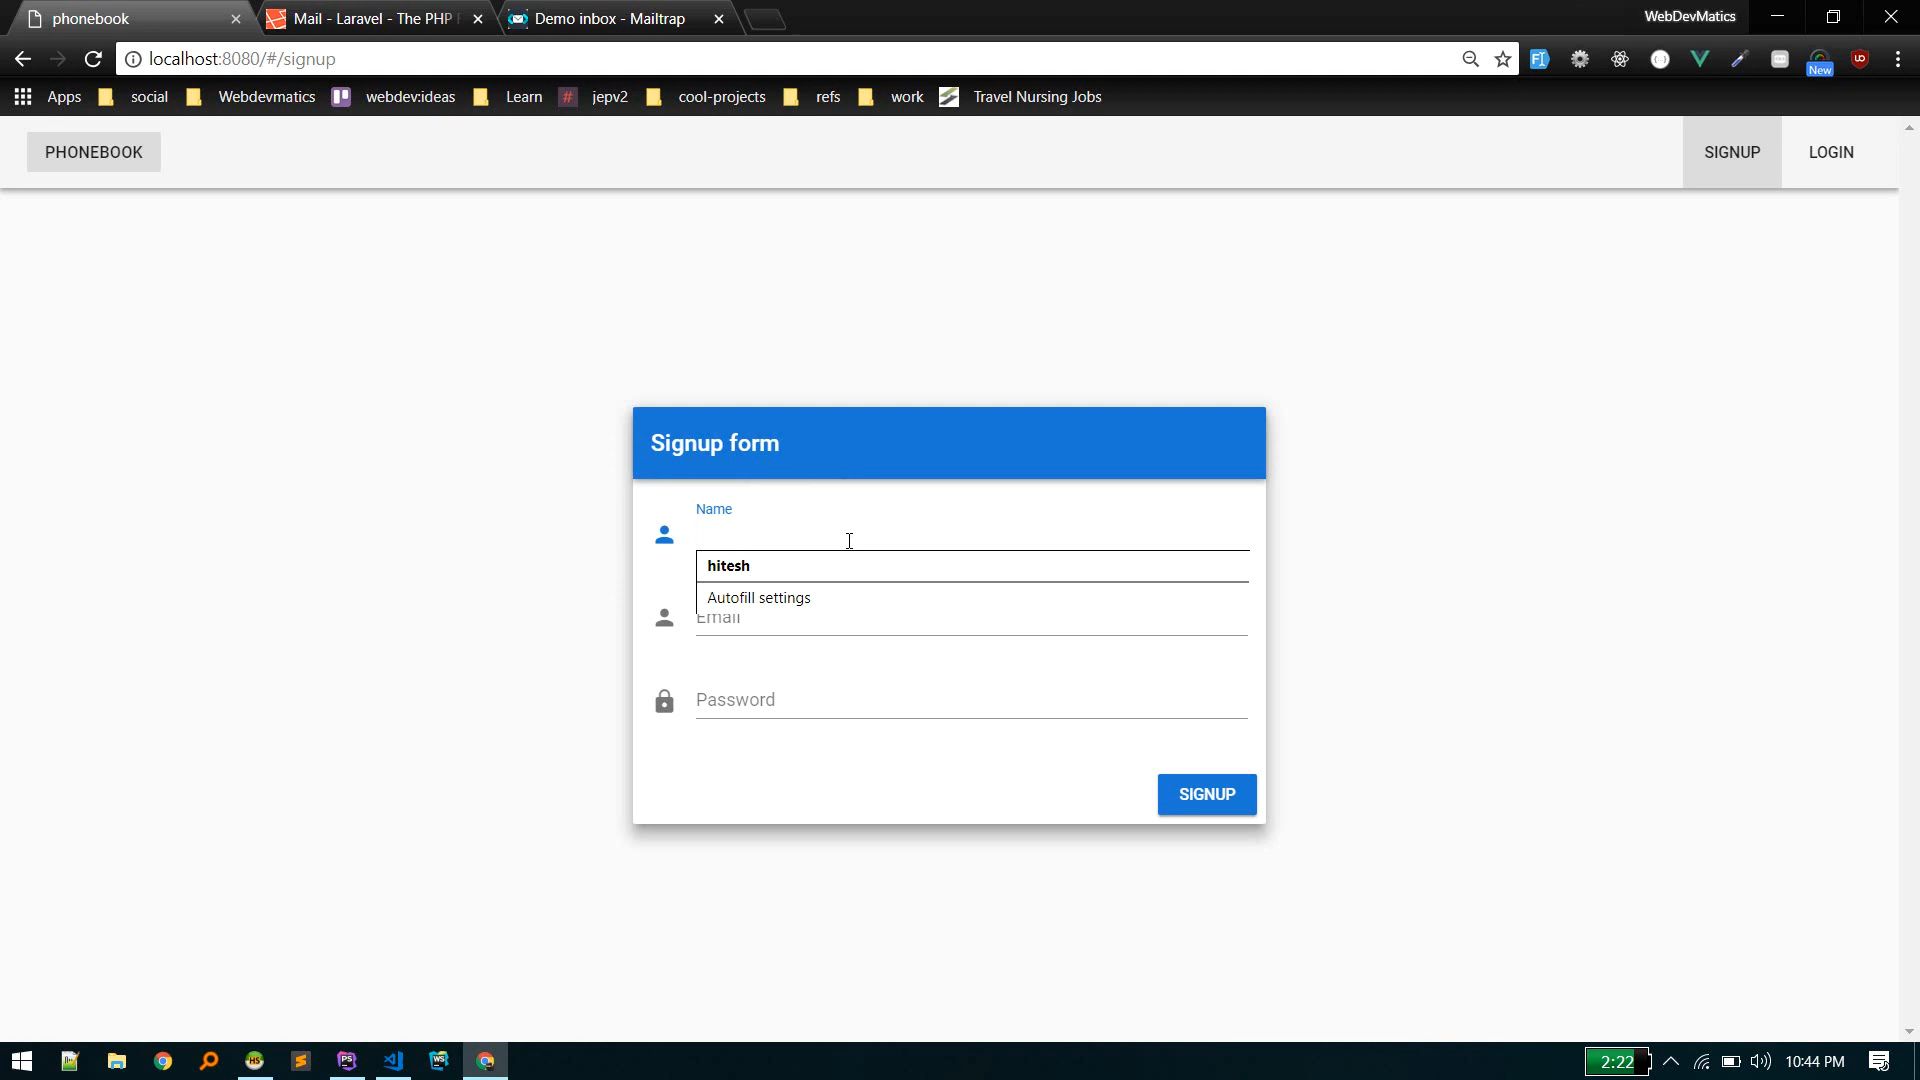 phonebook
Mail - Laravel - The PHP
Demo inbox - Mailtrap
WebDevMatics
localhost:8080/#/signup
New
Apps social Webdevmatics webdev:ideas Learn # jepv2 cool-projects refs work Travel Nursing Jobs
PHONEBOOK
SIGNUP
LOGIN
Signup form
Name
hitesh
Autofill settings
Email
Password
SIGNUP
2:22
10:44 PM